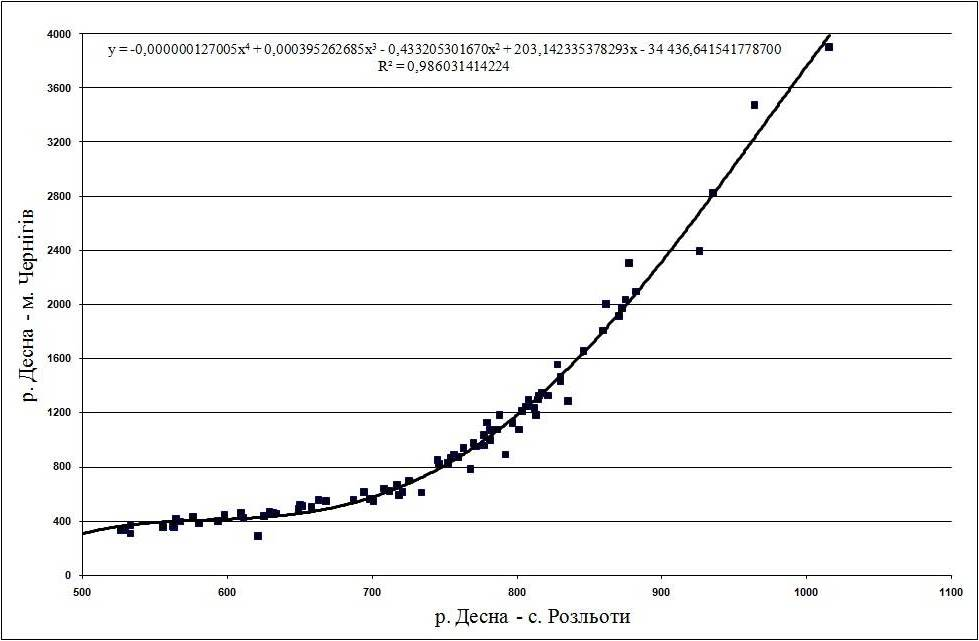 4000
y = -0,000000127005x⁴ + 0,000395262685x³ - 0,433205301670x² + 203,142335378293x - 34 436,641541778700
R² = 0,986031414224
3600
3200
2800
2400
2000
1600
1200
800
400
0
р. Десна - м. Чернігів
500 600 700 800 900 1000 1100
р. Десна - с. Розльоти